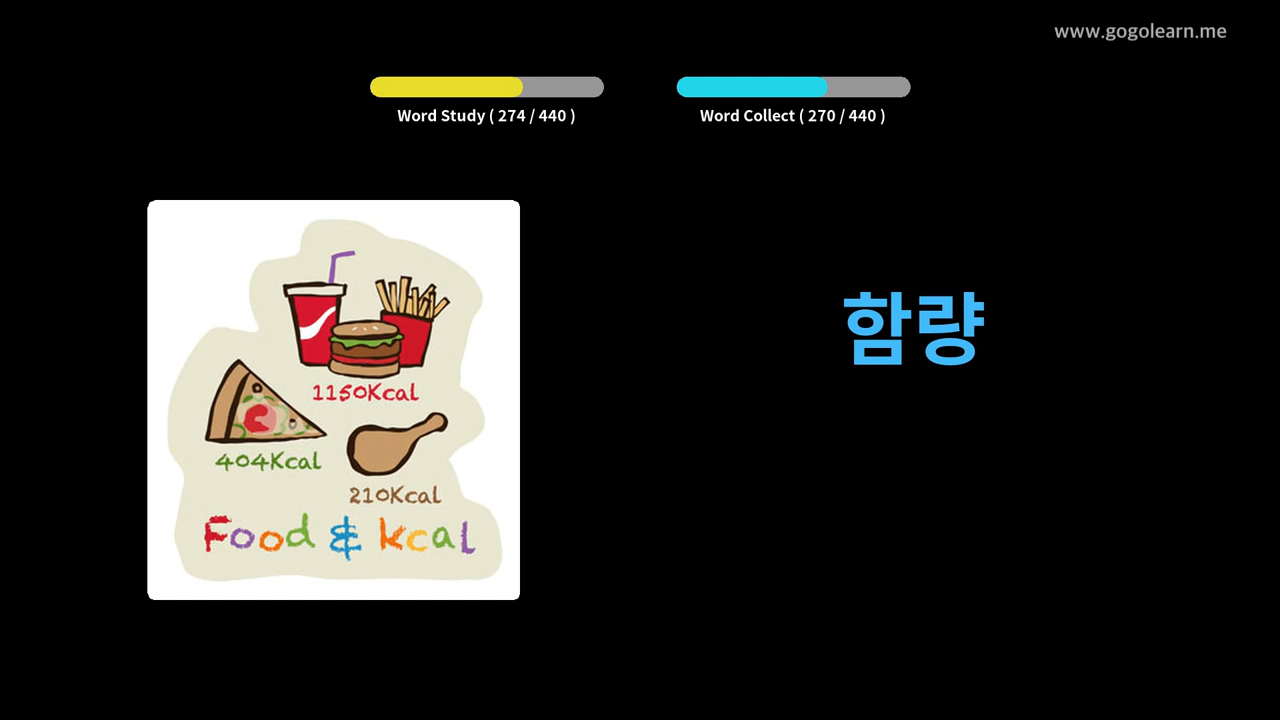 www.gogolearn.me
Word Study ( 274 / 440 )
Word Collect ( 270 / 440 )
함량
1150Kcal
404Kcal
210Kcal
Food & kcal